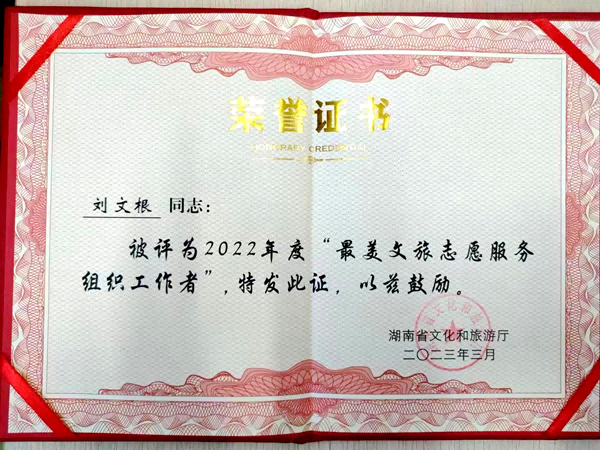 荣誉证书
HONORARY CREDENTIAL
刘文根 同志：
被评为2022年度“最美文旅志愿服务
组织工作者”，特发此证，以兹鼓励。
湖南省文化和旅游厅
二〇二三年三月